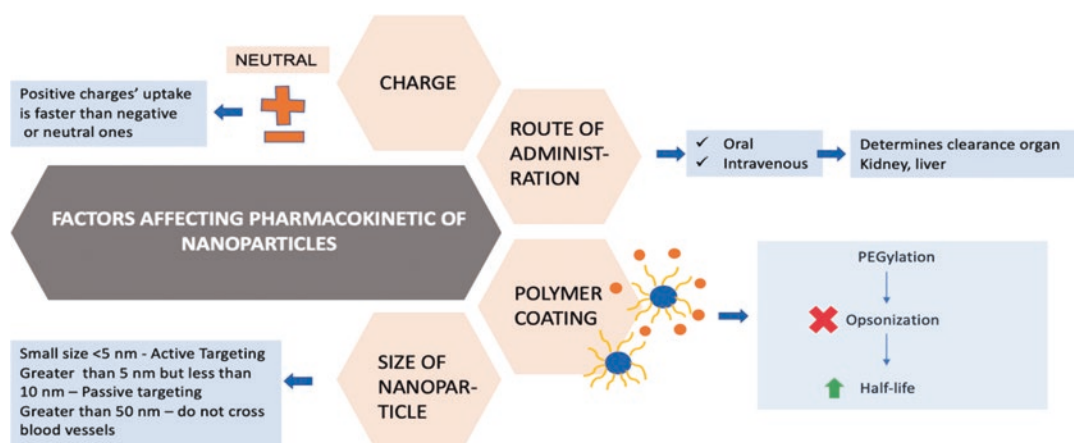 NEUTRAL
CHARGE
Positive charges’ uptake
is faster than negative
or neutral ones
ROUTE OF
ADMINIST-
RATION
✓ Oral
✓ Intravenous
Determines clearance organ
Kidney, liver
FACTORS AFFECTING PHARMACOKINETIC OF
NANOPARTICLES
POLYMER
COATING
PEGylation
Opsonization
Half-life
SIZE OF
NANOPAR-
TICLE
Small size <5 nm - Active Targeting
Greater than 5 nm but less than
10 nm – Passive targeting
Greater than 50 nm – do not cross
blood vessels